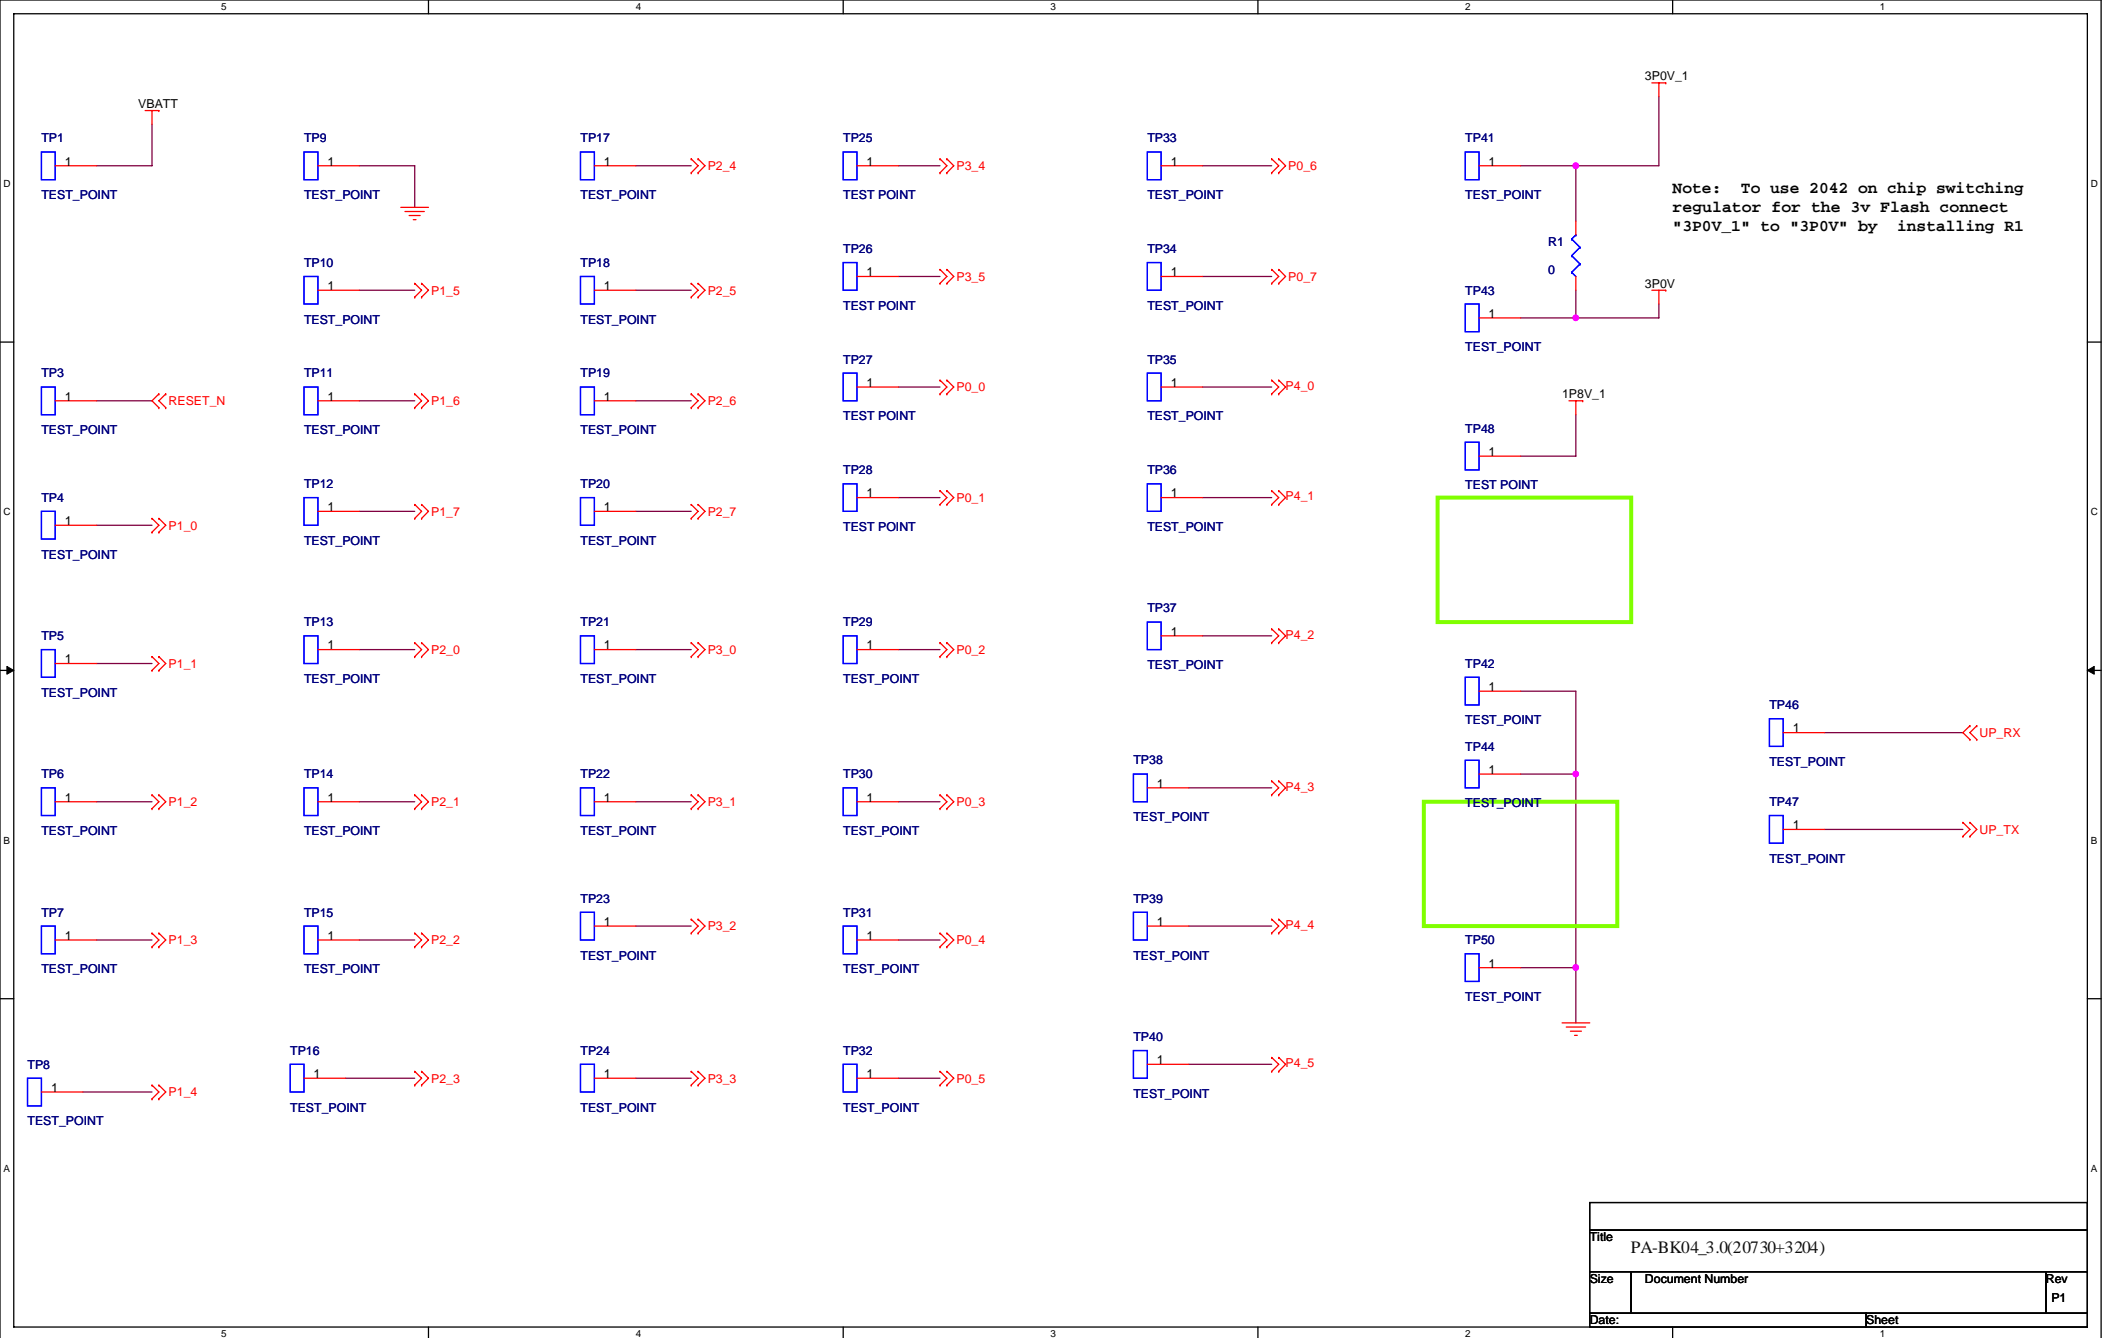 5 4 3 2 1
3P0V_1
VBATT
TP1 TP9 TP17 TP25 TP33 TP41
1 1 1 P2_4 1 P3_4 1 P0_6 1
D D
TEST_POINT TEST_POINT TEST_POINT TEST POINT TEST_POINT TEST_POINT
Note: To use 2042 on chip switching
regulator for the 3v Flash connect
"3P0V_1" to "3P0V" by installing R1
R1
0
TP10 TP18 TP26 TP34
1 P1_5 1 P2_5 1 P3_5 1 P0_7
TEST_POINT TEST_POINT TEST POINT TEST_POINT
3P0V
TP43
1
TEST_POINT
TP3 TP11 TP19 TP27 TP35
1 RESET_N 1 P1_6 1 P2_6 1 P0_0 1 P4_0
TEST_POINT TEST_POINT TEST_POINT TEST POINT TEST_POINT
1P8V_1
TP48
1
TEST POINT
TP4 TP12 TP20 TP28 TP36
1 P1_0 1 P1_7 1 P2_7 1 P0_1 1 P4_1
C C
TEST_POINT TEST_POINT TEST_POINT TEST POINT TEST_POINT
TP5 TP13 TP21 TP29 TP37
1 P1_1 1 P2_0 1 P3_0 1 P0_2 1 P4_2
TEST_POINT TEST_POINT TEST_POINT TEST_POINT TEST_POINT
TP42
1
TEST_POINT
TP46
1 UP_RX
TEST_POINT
TP44
1
TEST_POINT
TP6 TP14 TP22 TP30 TP38
1 P1_2 1 P2_1 1 P3_1 1 P0_3 1 P4_3
TEST_POINT TEST_POINT TEST_POINT TEST_POINT TEST_POINT
TP47
1 UP_TX
TEST_POINT
B B
TP7 TP15 TP23 TP31 TP39
1 P1_3 1 P2_2 1 P3_2 1 P0_4 1 P4_4
TEST_POINT TEST_POINT TEST_POINT TEST_POINT TEST_POINT
TP50
1
TEST_POINT
TP8 TP16 TP24 TP32 TP40
1 P1_4 1 P2_3 1 P3_3 1 P0_5 1 P4_5
TEST_POINT TEST_POINT TEST_POINT TEST_POINT TEST_POINT
A A
Title
PA-BK04_3.0(20730+3204)
Size Document Number Rev
P1
Date: Sheet
5 4 3 2 1